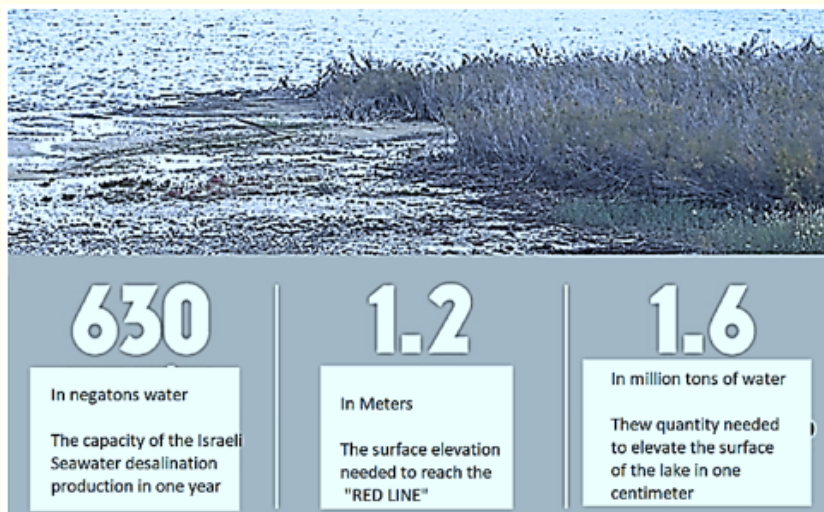 630
In negatons water
The capacity of the Israeli
Seawater desalination
production in one year
1.2
In Meters
The surface elevation
needed to reach the
"RED LINE"
1.6
In million tons of water
Thew quantity needed
to elevate the surface
of the lake in one
centimeter